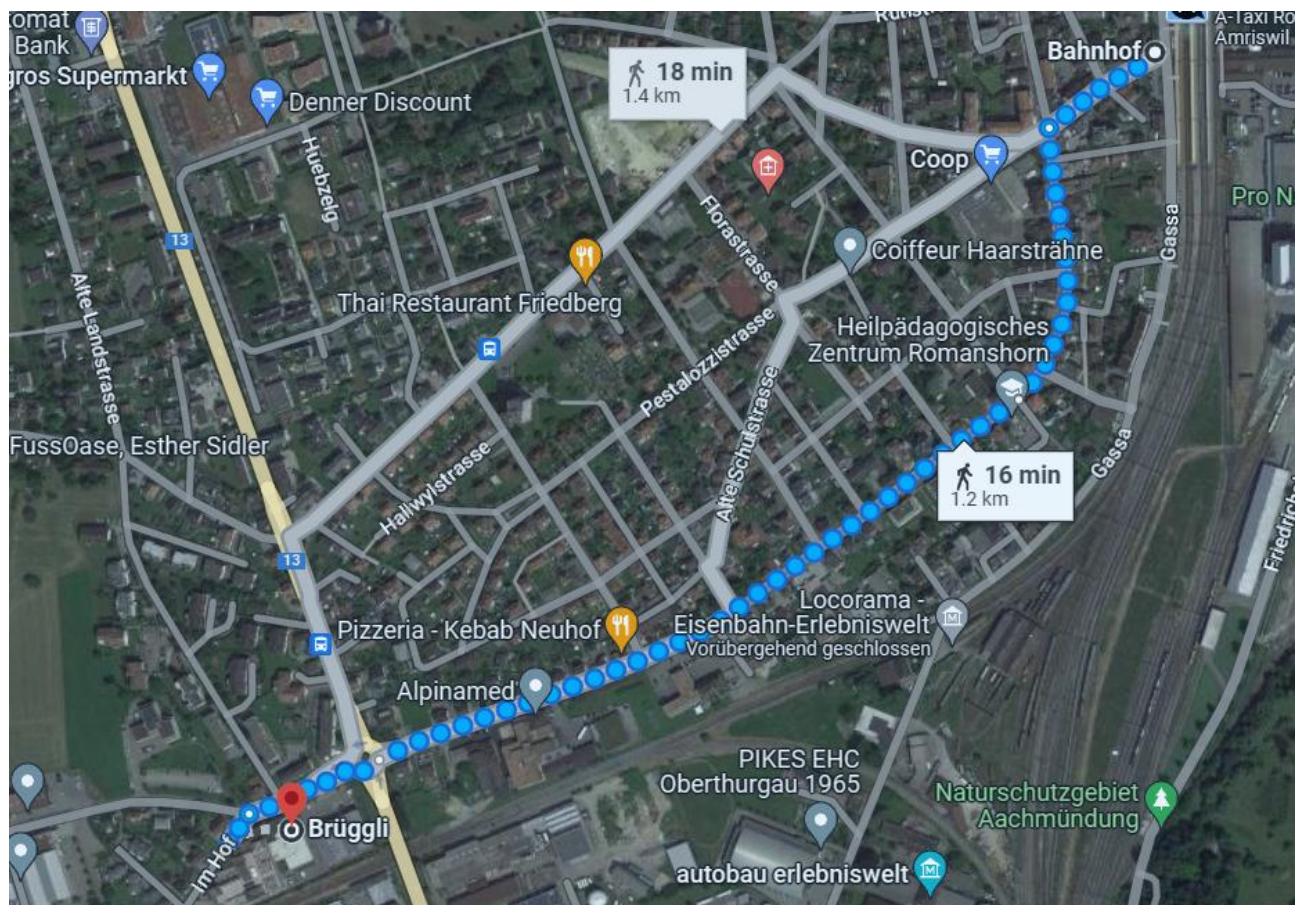 tomat
Bank
gros Supermarkt
Denner Discount
Huebzelg
18 min
1.4 km
Bahnhof
A-Taxi Ro
Amriswil
Coop
Pro N
Florastrasse
Gassa
Coiffeur Haarsträhne
13
Alte Landstrasse
Thai Restaurant Friedberg
Pestalozzistrasse
Heilpädagogisches
Zentrum Romanshorn
Alte Schulstrasse
FussOase, Esther Sidler
Hallwylstrasse
Gassa
16 min
1.2 km
13
Friedrich
Pizzeria - Kebab Neuhof
Locorama -
Eisenbahn-Erlebniswelt
Vorübergehend geschlossen
Alpinamed
PIKES EHC
Oberthurgau 1965
Naturschutzgebiet
Aachmündung
Brüggli
Im Hof
autobau erlebniswelt